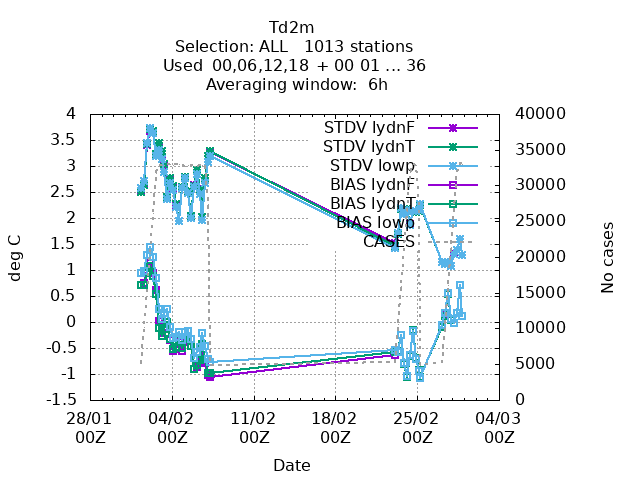 Td2m
Selection: ALL   1013 stations
Used  00,06,12,18  + 00 01 ... 36
Averaging window:  6h
4
3.5
3
2.5
2
1.5
1
0.5
0
-0.5
-1
-1.5
deg C
40000
35000
30000
25000
20000
15000
10000
5000
0
No cases
STDV lydnF
STDV lydnT
STDV lowp
BIAS lydnF
BIAS lydnT
BIAS lowp
CASES
28/01 04/02 11/02 18/02 25/02 04/03
00Z 00Z 00Z 00Z 00Z 00Z
Date